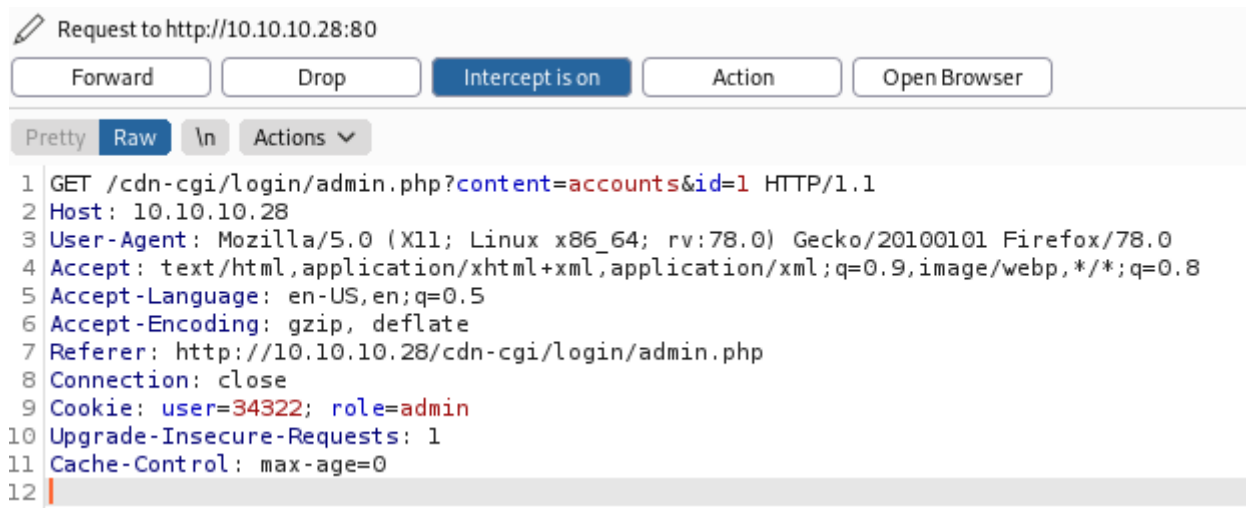 Request to http://10.10.10.28:80
Forward Drop Intercept is on Action Open Browser
Pretty Raw \n Actions
1 GET /cdn-cgi/login/admin.php?content=accounts&id=1 HTTP/1.1
2 Host: 10.10.10.28
3 User-Agent: Mozilla/5.0 (X11; Linux x86_64; rv:78.0) Gecko/20100101 Firefox/78.0
4 Accept: text/html,application/xhtml+xml,application/xml;q=0.9,image/webp,*/*;q=0.8
5 Accept-Language: en-US,en;q=0.5
6 Accept-Encoding: gzip, deflate
7 Referer: http://10.10.10.28/cdn-cgi/login/admin.php
8 Connection: close
9 Cookie: user=34322; role=admin
10 Upgrade-Insecure-Requests: 1
11 Cache-Control: max-age=0
12